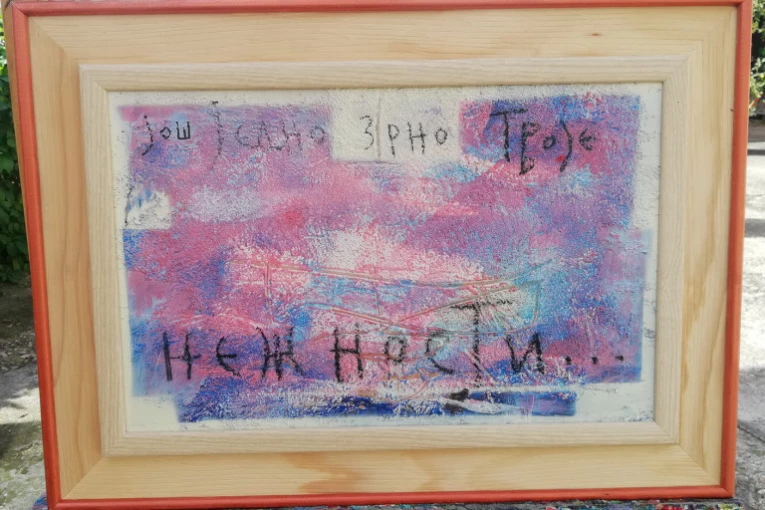 још Једно зрно Твоје
нежности...